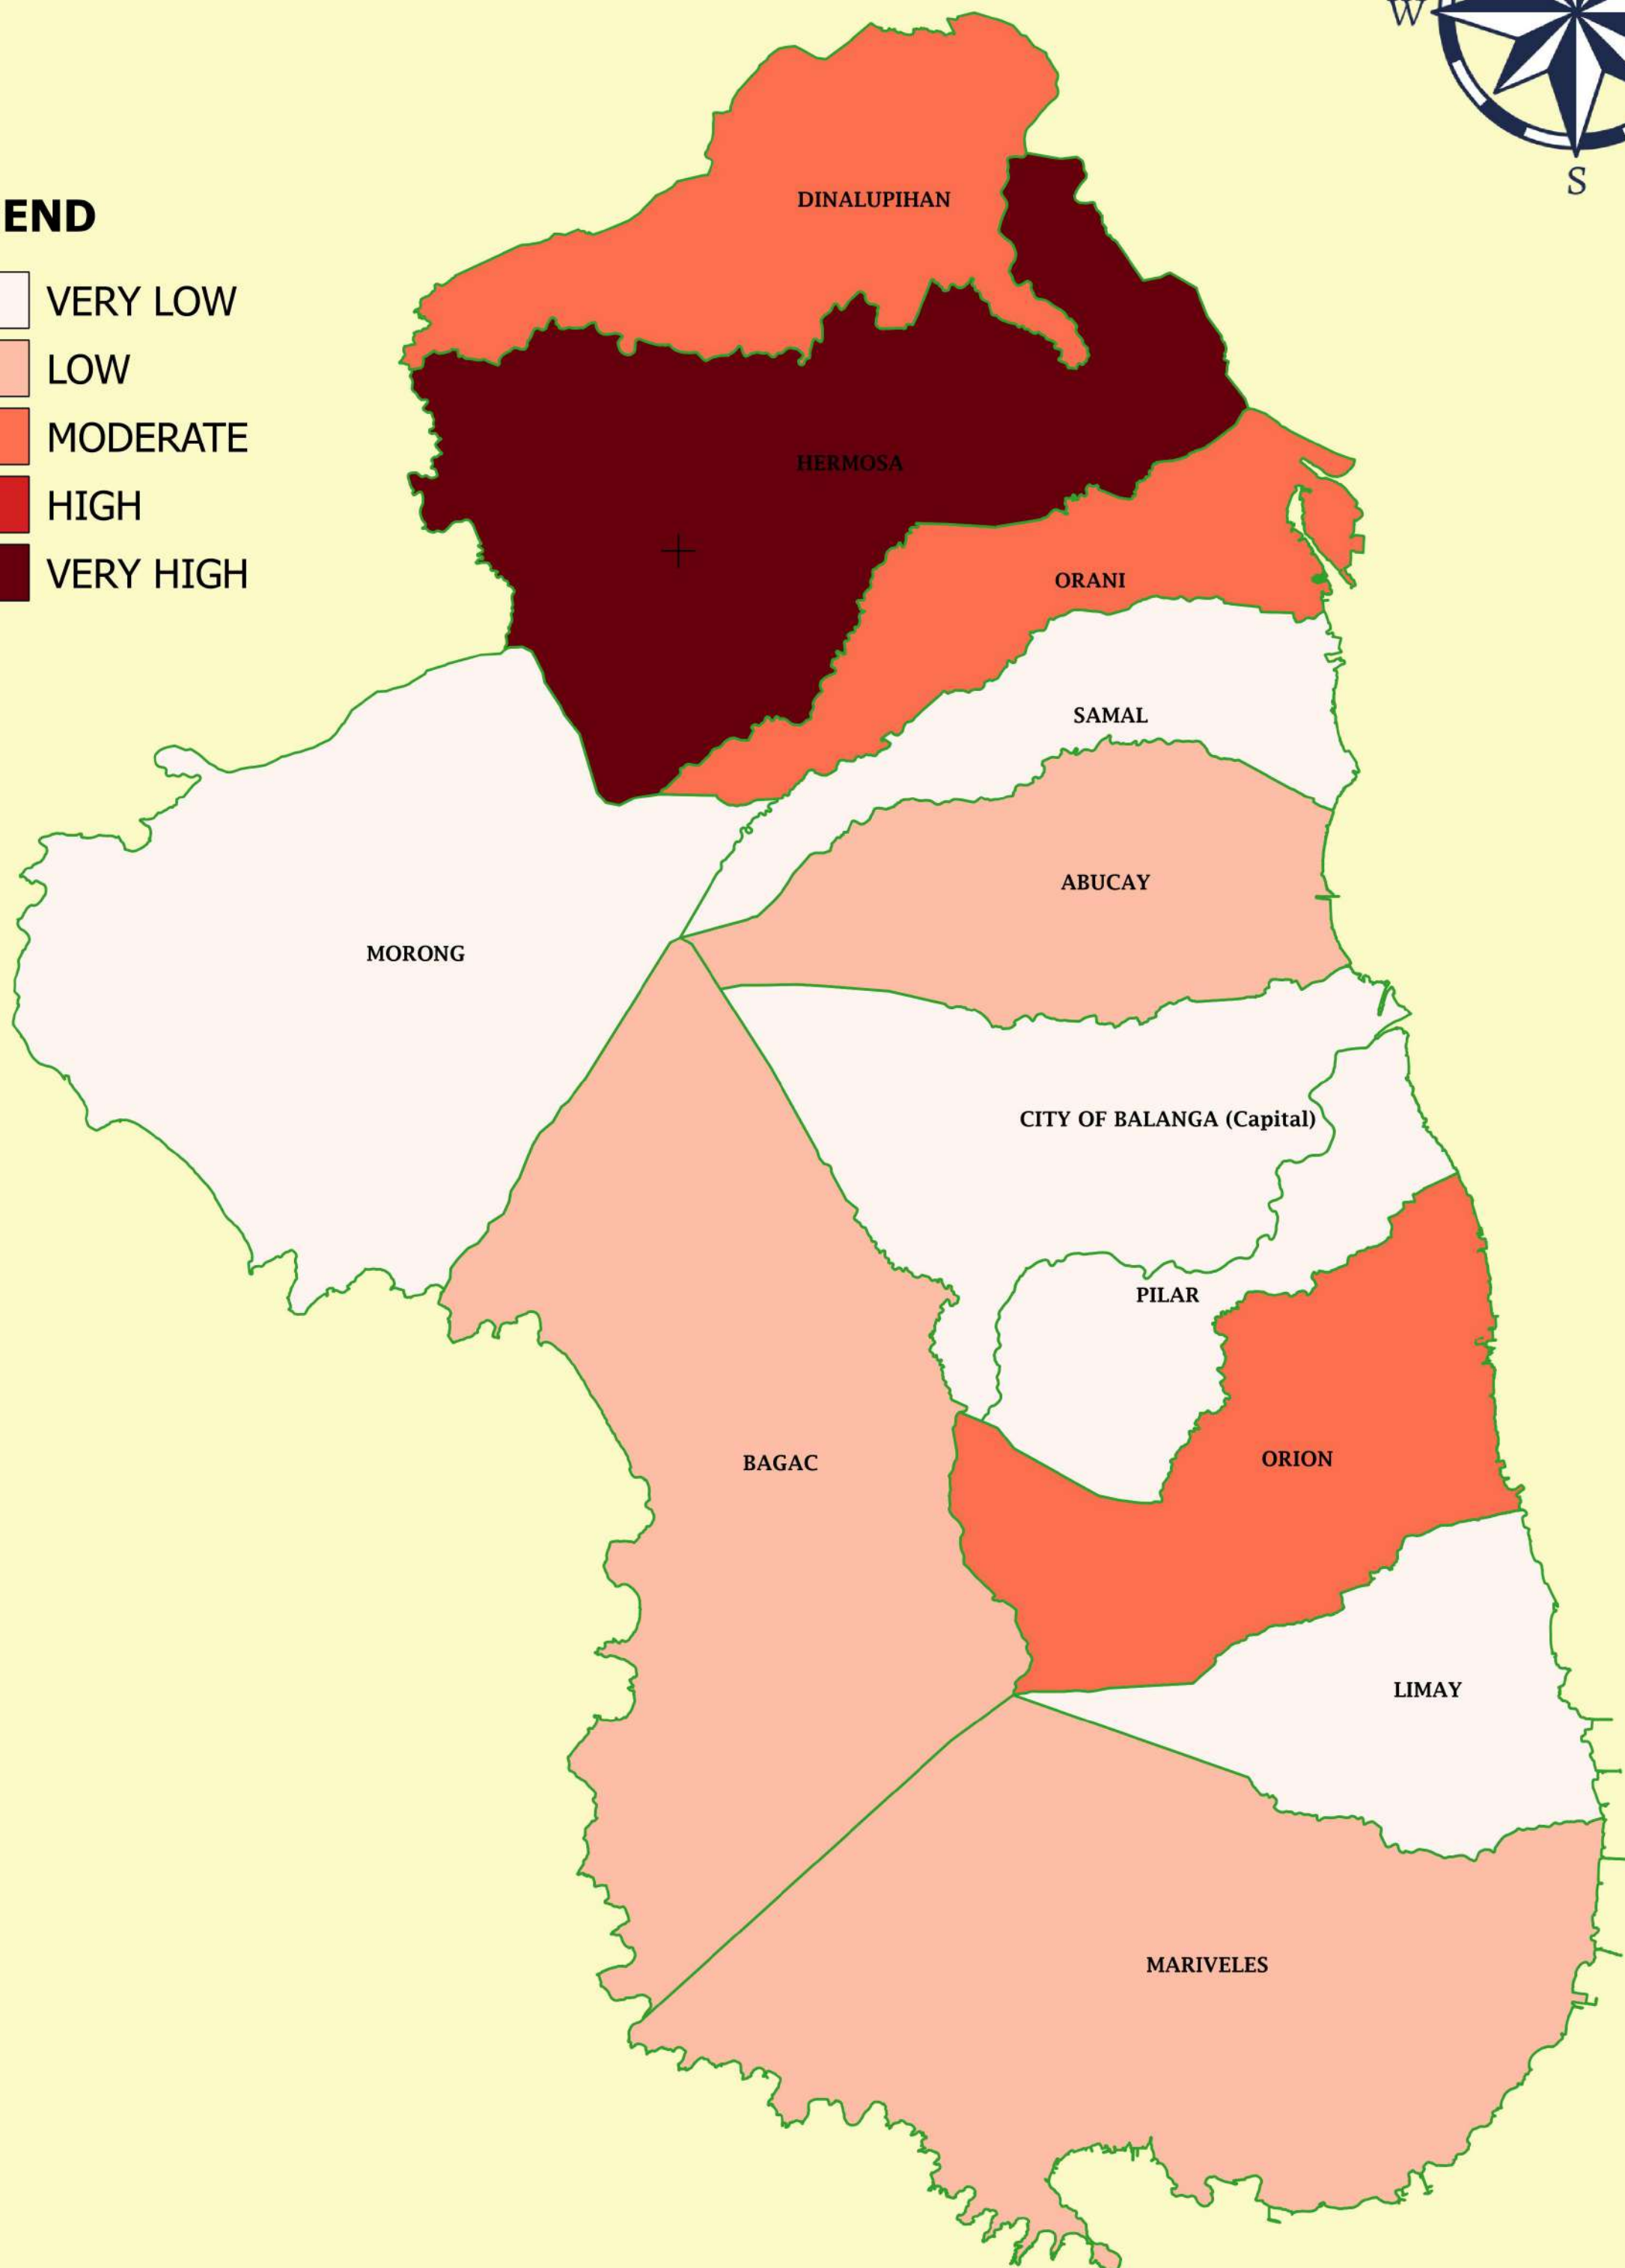 W
S
END
VERY LOW
LOW
MODERATE
HIGH
VERY HIGH
DINALUPIHAN
HERMOSA
ORANI
SAMAL
ABUCAY
MORONG
CITY OF BALANGA (Capital)
PILAR
BAGAC
ORION
LIMAY
MARIVELES